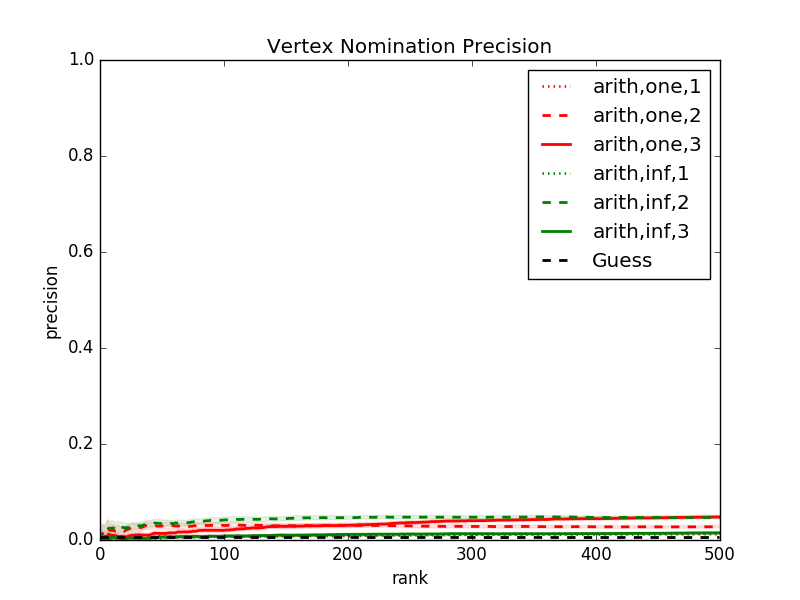 Vertex Nomination Precision
1.0
0.8
0.6
0.4
0.2
0.0
precision
arith,one,1
arith,one,2
arith,one,3
arith,inf,1
arith,inf,2
arith,inf,3
Guess
0 100 200 300 400 500
rank